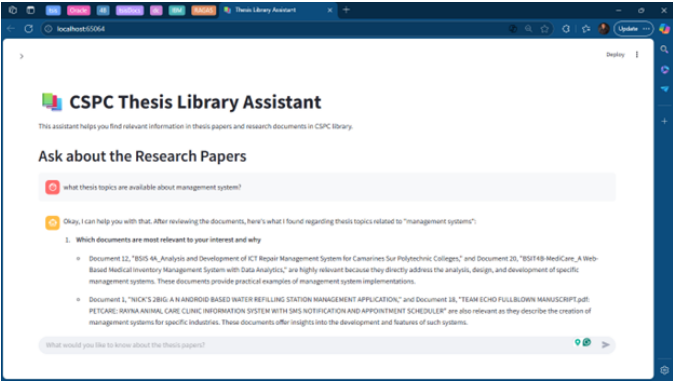 Oracle
4B
IBM
RAGAS
Thesis Library Assistant
Update
localhost:65064
Deploy
CSPC Thesis Library Assistant
This assistant helps you find relevant information in thesis papers and research documents in CSPC library.
Ask about the Research Papers
what thesis topics are available about management system?
Okay, I can help you with that. After reviewing the documents, here's what I found regarding thesis topics related to "management systems":
1. Which documents are most relevant to your interest and why
Document 12, "BSIS 4A_Analysis and Development of ICT Repair Management System for Camarines Sur Polytechnic Colleges," and Document 20, "BSIT4B-MediCare_A Web-
Based Medical Inventory Management System with Data Analytics," are highly relevant because they directly address the analysis, design, and development of specific
management systems. These documents provide practical examples of management system implementations.
Document 1, "NICK'S 2BIG: A N ANDROID BASED WATER REFILLING STATION MANAGEMENT APPLICATION," and Document 18, "TEAM ECHO FULLBLOWN MANUSCRIPT.pdf:
PETCARE: RAYNA ANIMAL CARE CLINIC INFORMATION SYSTEM WITH SMS NOTIFICATION AND APPOINTMENT SCHEDULER" are also relevant as they describe the creation of
management systems for specific industries. These documents offer insights into the development and features of such systems.
What would you like to know about the thesis papers?